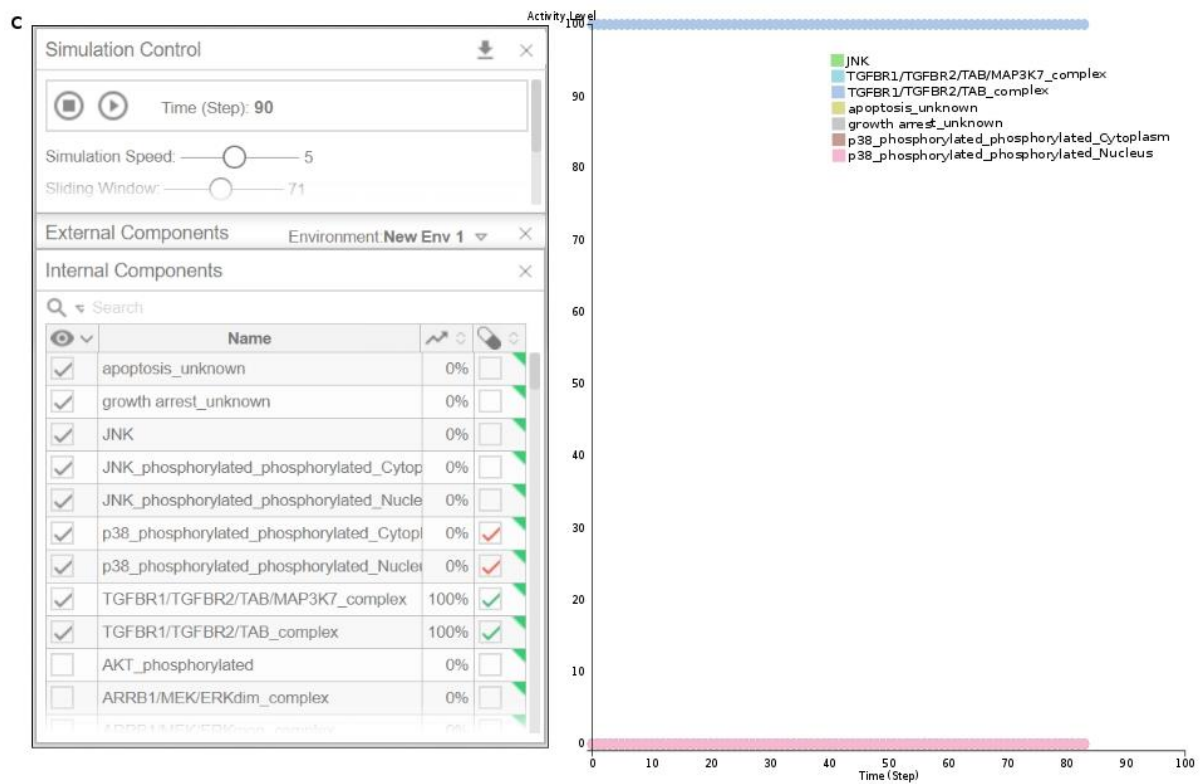 C
Simulation Control
Time (Step): 90
Simulation Speed: 5
Sliding Window: 71
External Components Environment:New Env 1
Internal Components
Search
Name
apoptosis_unknown 0%
growth arrest_unknown 0%
JNK 0%
JNK_phosphorylated_phosphorylated_Cytop 0%
JNK_phosphorylated_phosphorylated_Nucle 0%
p38_phosphorylated_phosphorylated_Cytopl 0%
p38_phosphorylated_phosphorylated_Nuclei 0%
TGFBR1/TGFBR2/TAB/MAP3K7_complex 100%
TGFBR1/TGFBR2/TAB_complex 100%
AKT_phosphorylated 0%
ARRB1/MEK/ERKdim_complex 0%
Activity Level
100
90
80
70
60
50
40
30
20
10
0
JNK
TGFBR1/TGFBR2/TAB/MAP3K7_complex
TGFBR1/TGFBR2/TAB_complex
apoptosis_unknown
growth arrest_unknown
p38_phosphorylated_phosphorylated_Cytoplasm
p38_phosphorylated_phosphorylated_Nucleus
0 10 20 30 40 50 60 70 80 90 100
Time (Step)